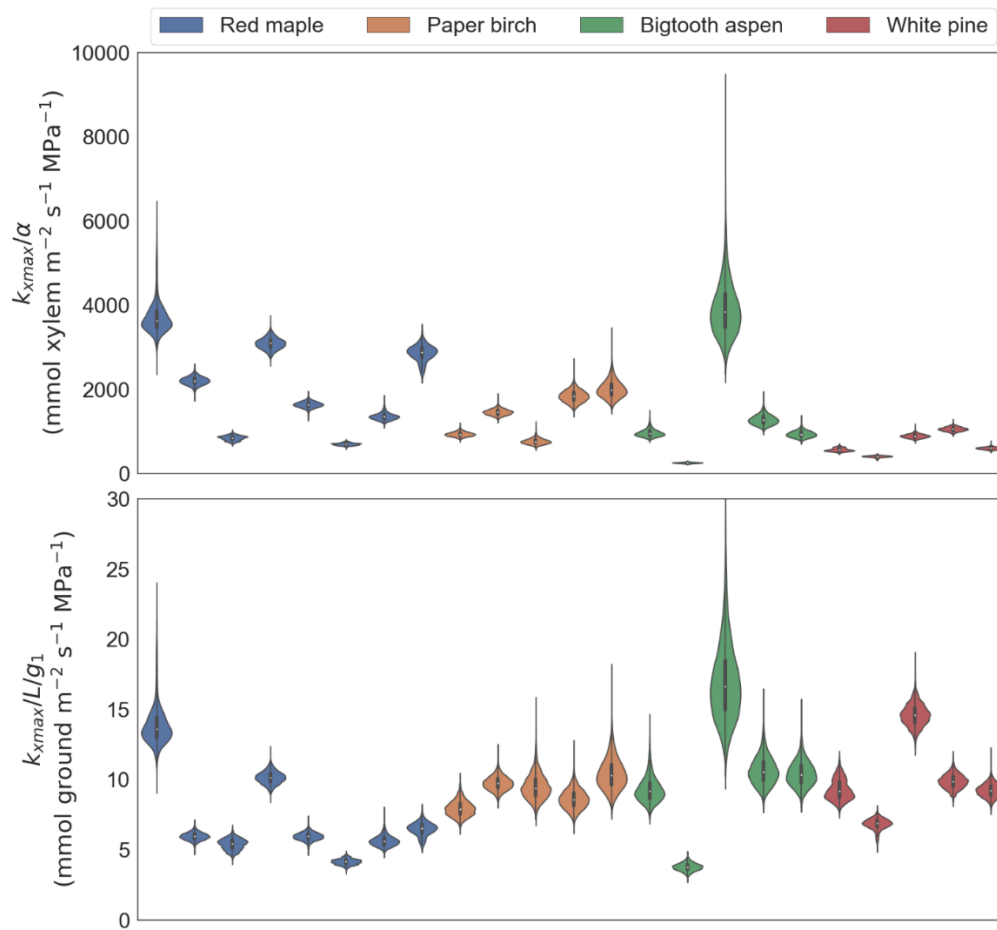 Red maple Paper birch Bigtooth aspen White pine
10000
8000
6000
4000
2000
0
k_xmax/α
(mmol xylem m⁻² s⁻¹ MPa⁻¹)
30
25
20
15
10
5
0
k_xmax/L/g₁
(mmol ground m⁻² s⁻¹ MPa⁻¹)